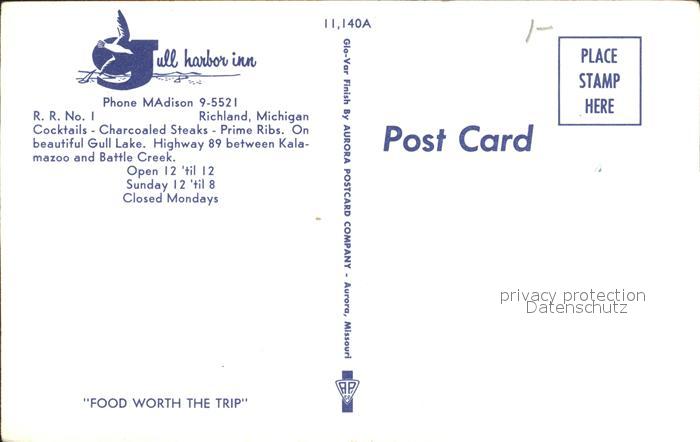 Gull harbor inn
Phone MAdison 9-5521
R. R. No. 1 Richland, Michigan
Cocktails - Charcoaled Steaks - Prime Ribs. On
beautiful Gull Lake. Highway 89 between Kala-
mazoo and Battle Creek.
Open 12 'til 12
Sunday 12 'til 8
Closed Mondays
"FOOD WORTH THE TRIP"
11,140A
Glo-Var Finish By AURORA POSTCARD COMPANY - Aurora, Missouri
1-
Post Card
PLACE
STAMP
HERE
privacy protection
Datenschutz